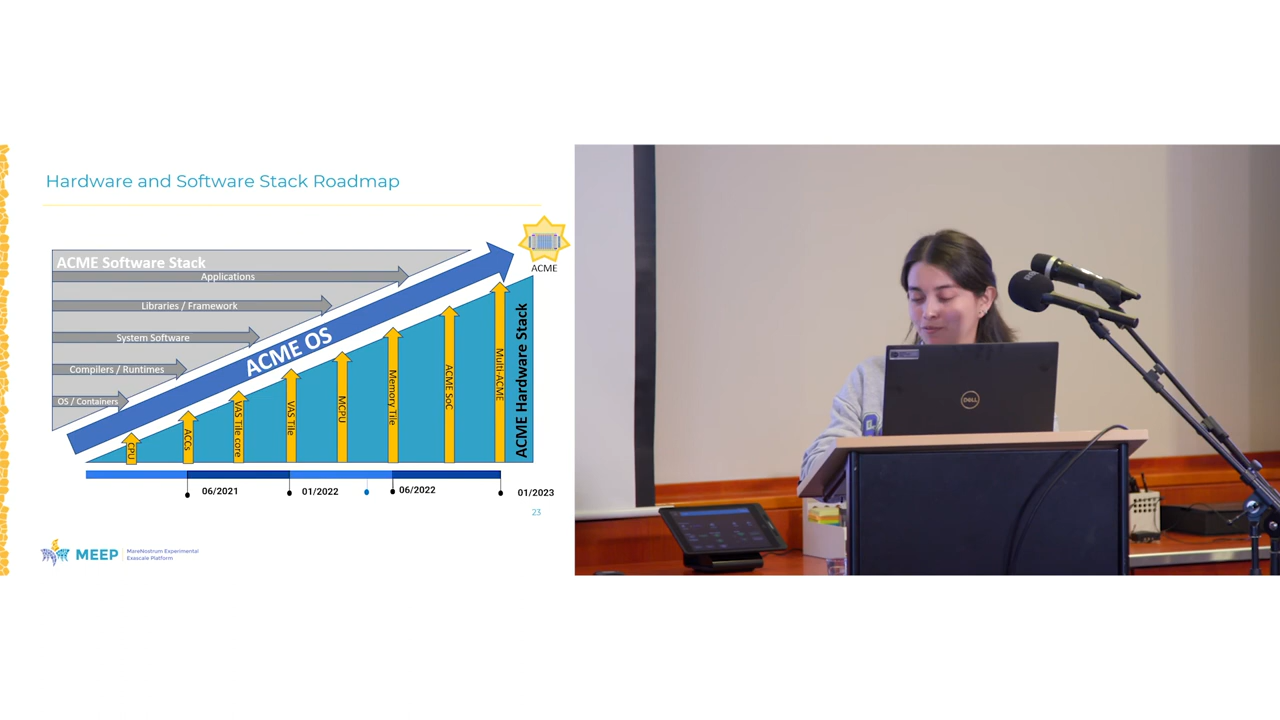 Hardware and Software Stack Roadmap
ACME Software Stack
Applications
Libraries / Framework
System Software
Compilers / Runtimes
OS / Containers
ACME OS
ACME
CPU
ACCs
VAS Tile core
VAS Tile
MCPU
Memory Tile
ACME SoC
Multi-ACME
ACME Hardware Stack
06/2021
01/2022
06/2022
01/2023
23
MEEP
MareNostrum Experimental
Exascale Platform
DELL